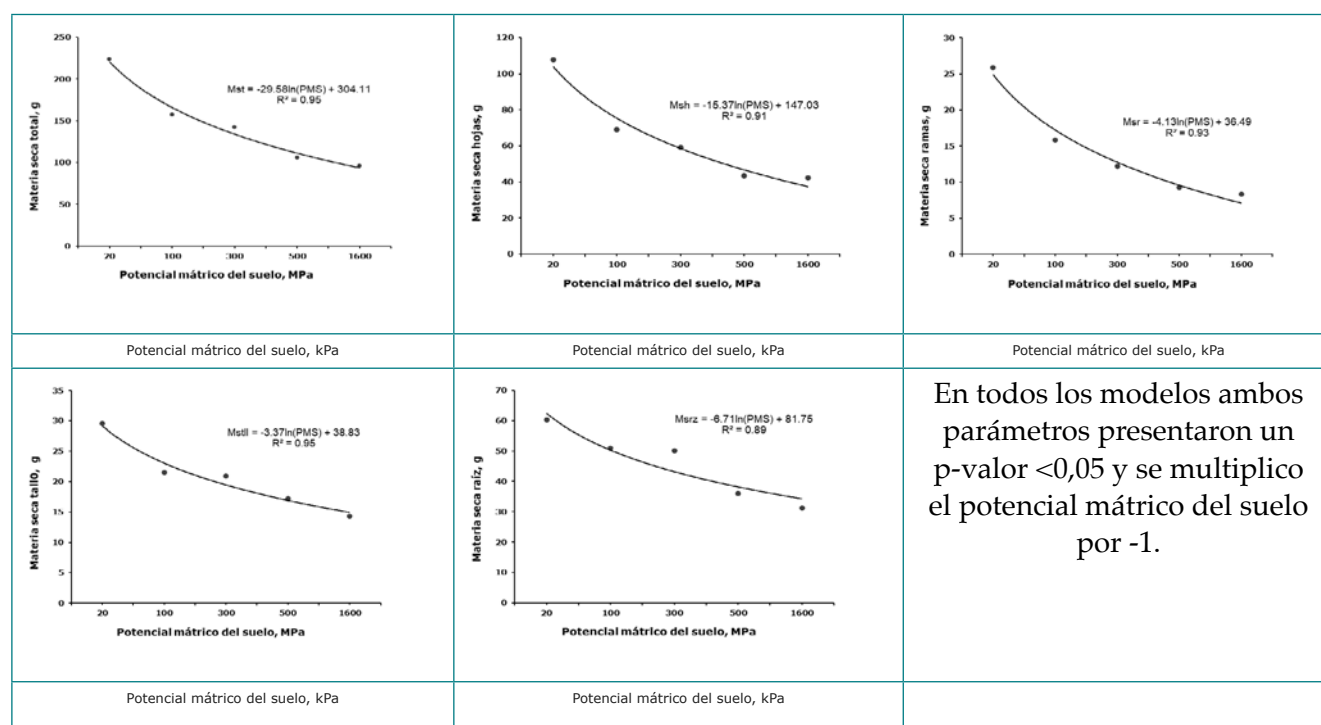 250
200
150
100
50
0
Materia seca total, g
Mst = -29.58ln(PMS) + 304.11
R² = 0.95
20 100 300 500 1600
Potencial mátrico del suelo, MPa
120
100
80
60
40
20
0
Materia seca hojas, g
Msh = -15.37ln(PMS) + 147.03
R² = 0.91
20 100 300 500 1600
Potencial mátrico del suelo, MPa
30
25
20
15
10
5
0
Materia seca ramas, g
Msr = -4.13ln(PMS) + 36.49
R² = 0.93
20 100 300 500 1600
Potencial mátrico del suelo, MPa
Potencial mátrico del suelo, kPa
Potencial mátrico del suelo, kPa
Potencial mátrico del suelo, kPa
35
30
25
20
15
10
5
0
Materia seca tall0, g
Mstll = -3.37ln(PMS) + 38.83
R² = 0.95
20 100 300 500 1600
Potencial mátrico del suelo, MPa
70
60
50
40
30
20
10
0
Materia seca raíz, g
Msrz = -6.71ln(PMS) + 81.75
R² = 0.89
20 100 300 500 1600
Potencial mátrico del suelo, MPa
En todos los modelos ambos
parámetros presentaron un
p-valor <0,05 y se multiplico
el potencial mátrico del suelo
por -1.
Potencial mátrico del suelo, kPa
Potencial mátrico del suelo, kPa